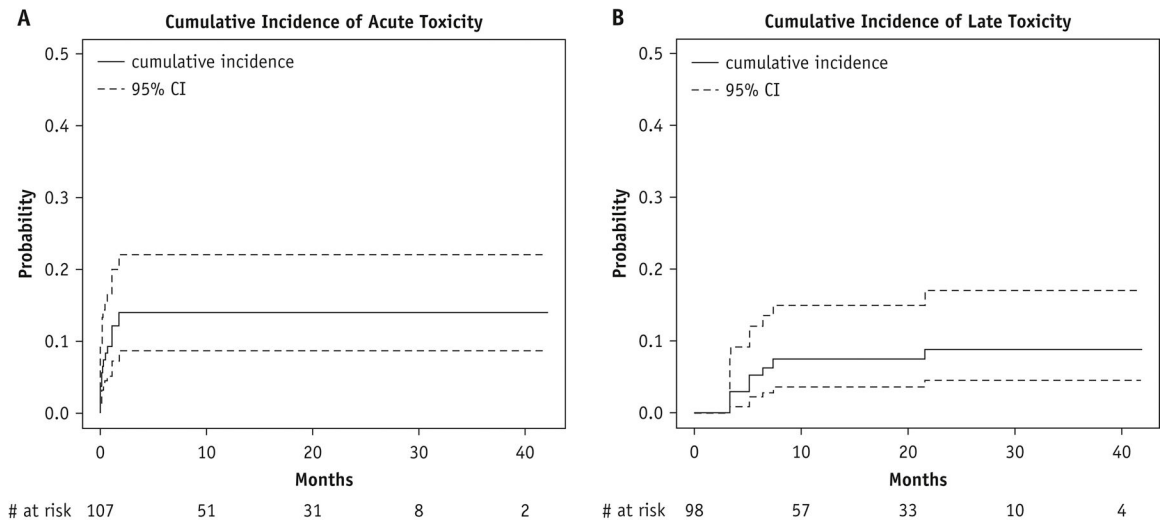 A
Cumulative Incidence of Acute Toxicity
cumulative incidence
95% CI
Probability
0.5
0.4
0.3
0.2
0.1
0.0
0 10 20 30 40
Months
# at risk 107 51 31 8 2
B
Cumulative Incidence of Late Toxicity
cumulative incidence
95% CI
Probability
0.5
0.4
0.3
0.2
0.1
0.0
0 10 20 30 40
Months
# at risk 98 57 33 10 4